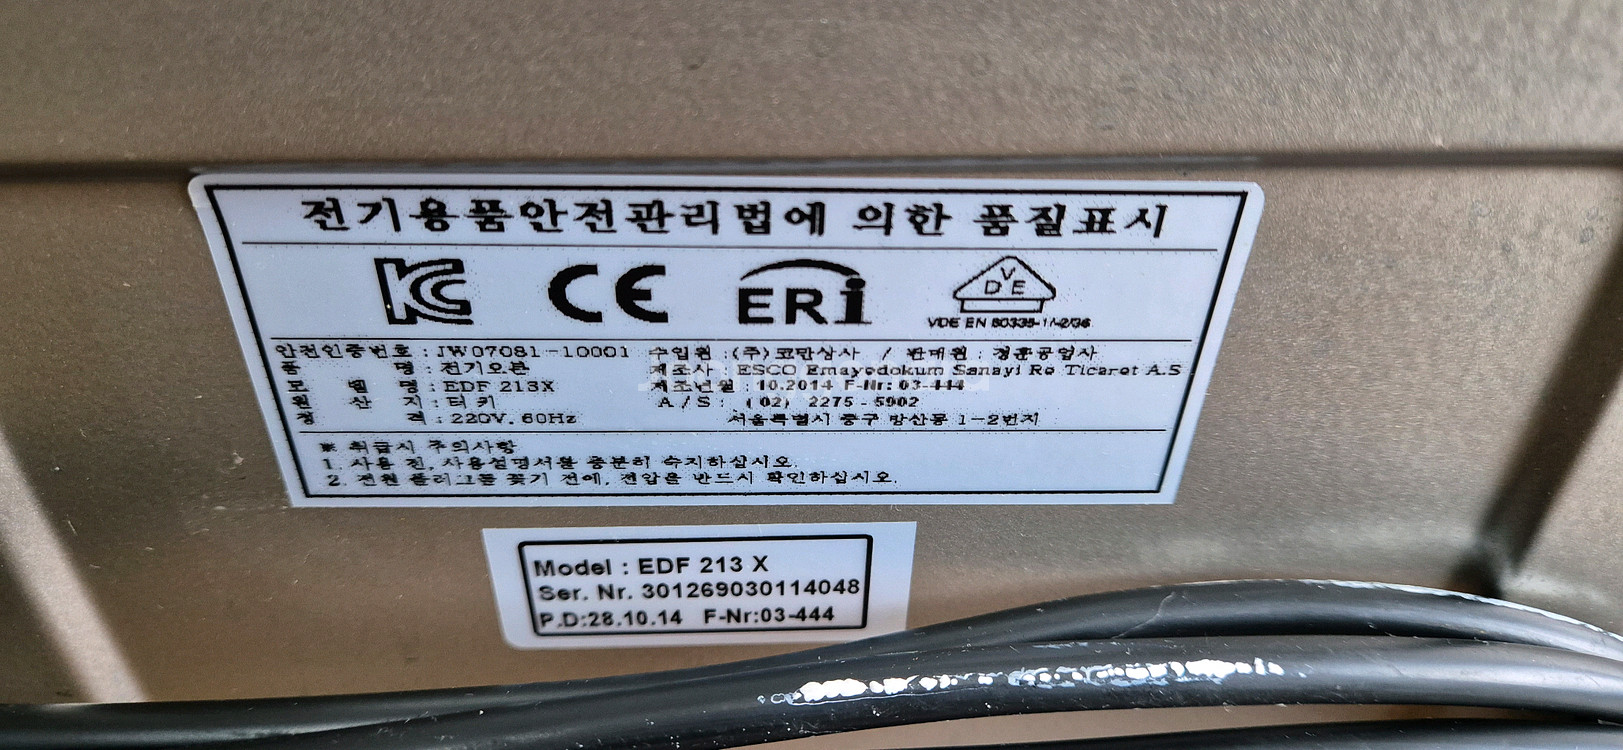 전기용품안전관리법에 의한 품질표시
KC CE ERi VDE
VDE EN 60335-1/-2/36
안전인증번호 : JW07081-10001 수입원 : (주)코만상사 / 판매원 : 경훈공업사
품 명 : 전기오븐 제조사 ESCO Emayedokum Sanayi Re Ticaret A.S
모 델 명 : EDF 213X 제조년월 : 10.2014 F-Nr: 03-444
원 산 지 : 터 키 A / S : (02) 2275 - 5902
정 격 : 220V. 60Hz 서울특별시 중구 방산동 1-2번지
※ 취급시 주의사항
1. 사용 전, 사용설명서를 충분히 숙지하십시오.
2. 전원 플러그를 꽂기 전에, 전압을 반드시 확인하십시오.
Model : EDF 213 X
Ser. Nr. 301269030114048
P.D:28.10.14 F-Nr:03-444